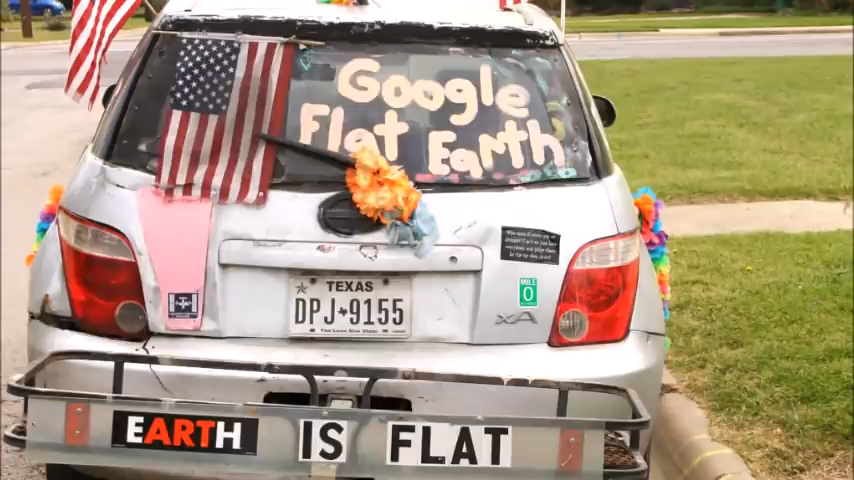 Google
Flat Earth
MILE
0
TEXAS
DPJ★9155
The Lone Star State
xA
EARTH IS FLAT